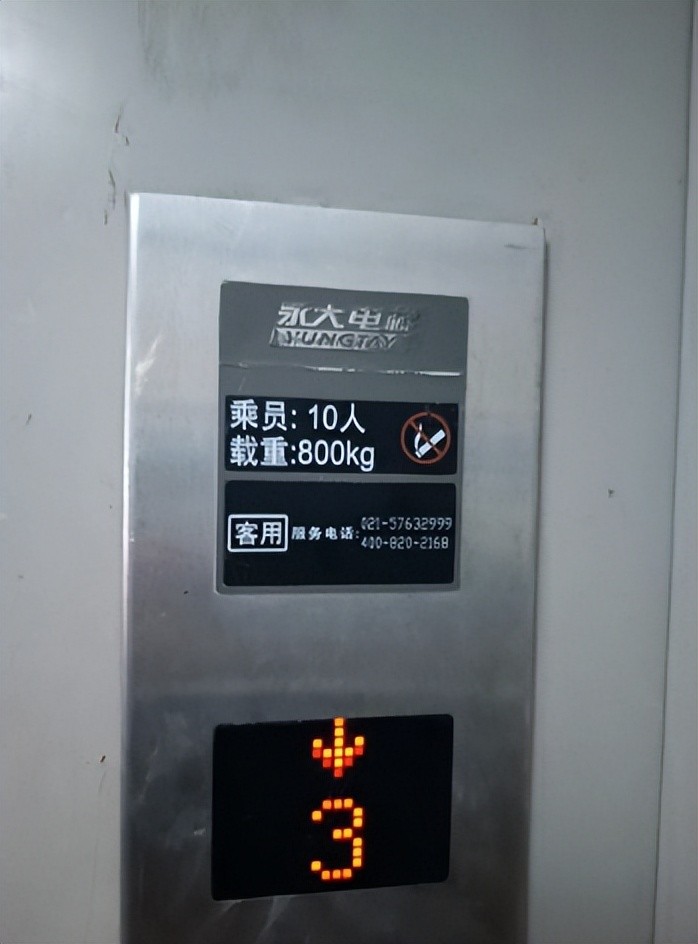 永大电梯
YUNGTAY
乘员: 10人
载重:800kg
客用 服务电话: 021-57632999
400-820-2168
3